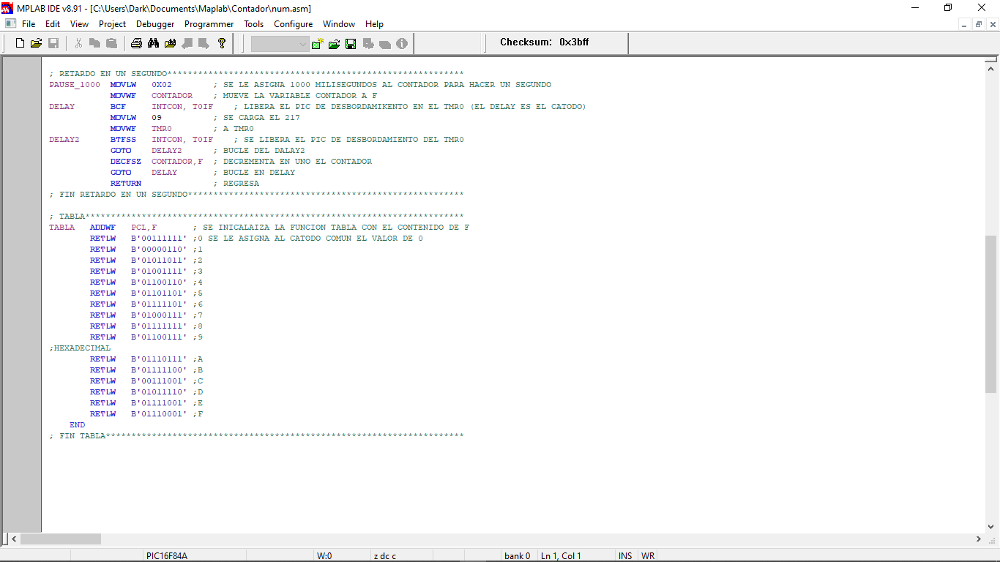 MPLAB IDE v8.91 - [C:\Users\Dark\Documents\Maplab\Contador\num.asm]
File Edit View Project Debugger Programmer Tools Configure Window Help
Checksum: 0x3bff
; RETARDO EN UN SEGUNDO**********************************************************
PAUSE_1000 MOVLW 0X02 ; SE LE ASIGNA 1000 MILISEGUNDOS AL CONTADOR PARA HACER UN SEGUNDO
MOVWF CONTADOR ; MUEVE LA VARIABLE CONTADOR A F
DELAY BCF INTCON, T0IF ; LIBERA EL PIC DE DESBORDAMIKENTO EN EL TMR0 (EL DELAY ES EL CATODO)
MOVLW 09 ; SE CARGA EL 217
MOVWF TMR0 ; A TMR0
DELAY2 BTFSS INTCON, T0IF ; SE LIBERA EL PIC DE DESBORDAMIENTO DEL TMR0
GOTO DELAY2 ; BUCLE DEL DALAY2
DECFSZ CONTADOR,F ; DECREMENTA EN UNO EL CONTADOR
GOTO DELAY ; BUCLE EN DELAY
RETURN ; REGRESA
; FIN RETARDO EN UN SEGUNDO******************************************************
; TABLA**************************************************************************
TABLA ADDWF PCL,F ; SE INICALAIZA LA FUNCION TABLA CON EL CONTENIDO DE F
RETLW B'00111111' ;0 SE LE ASIGNA AL CATODO COMUN EL VALOR DE 0
RETLW B'00000110' ;1
RETLW B'01011011' ;2
RETLW B'01001111' ;3
RETLW B'01100110' ;4
RETLW B'01101101' ;5
RETLW B'01111101' ;6
RETLW B'01000111' ;7
RETLW B'01111111' ;8
RETLW B'01100111' ;9
;HEXADECIMAL
RETLW B'01110111' ;A
RETLW B'01111100' ;B
RETLW B'00111001' ;C
RETLW B'01011110' ;D
RETLW B'01111001' ;E
RETLW B'01110001' ;F
END
; FIN TABLA**********************************************************************
PIC16F84A W:0 z dc c bank 0 Ln 1, Col 1 INS WR